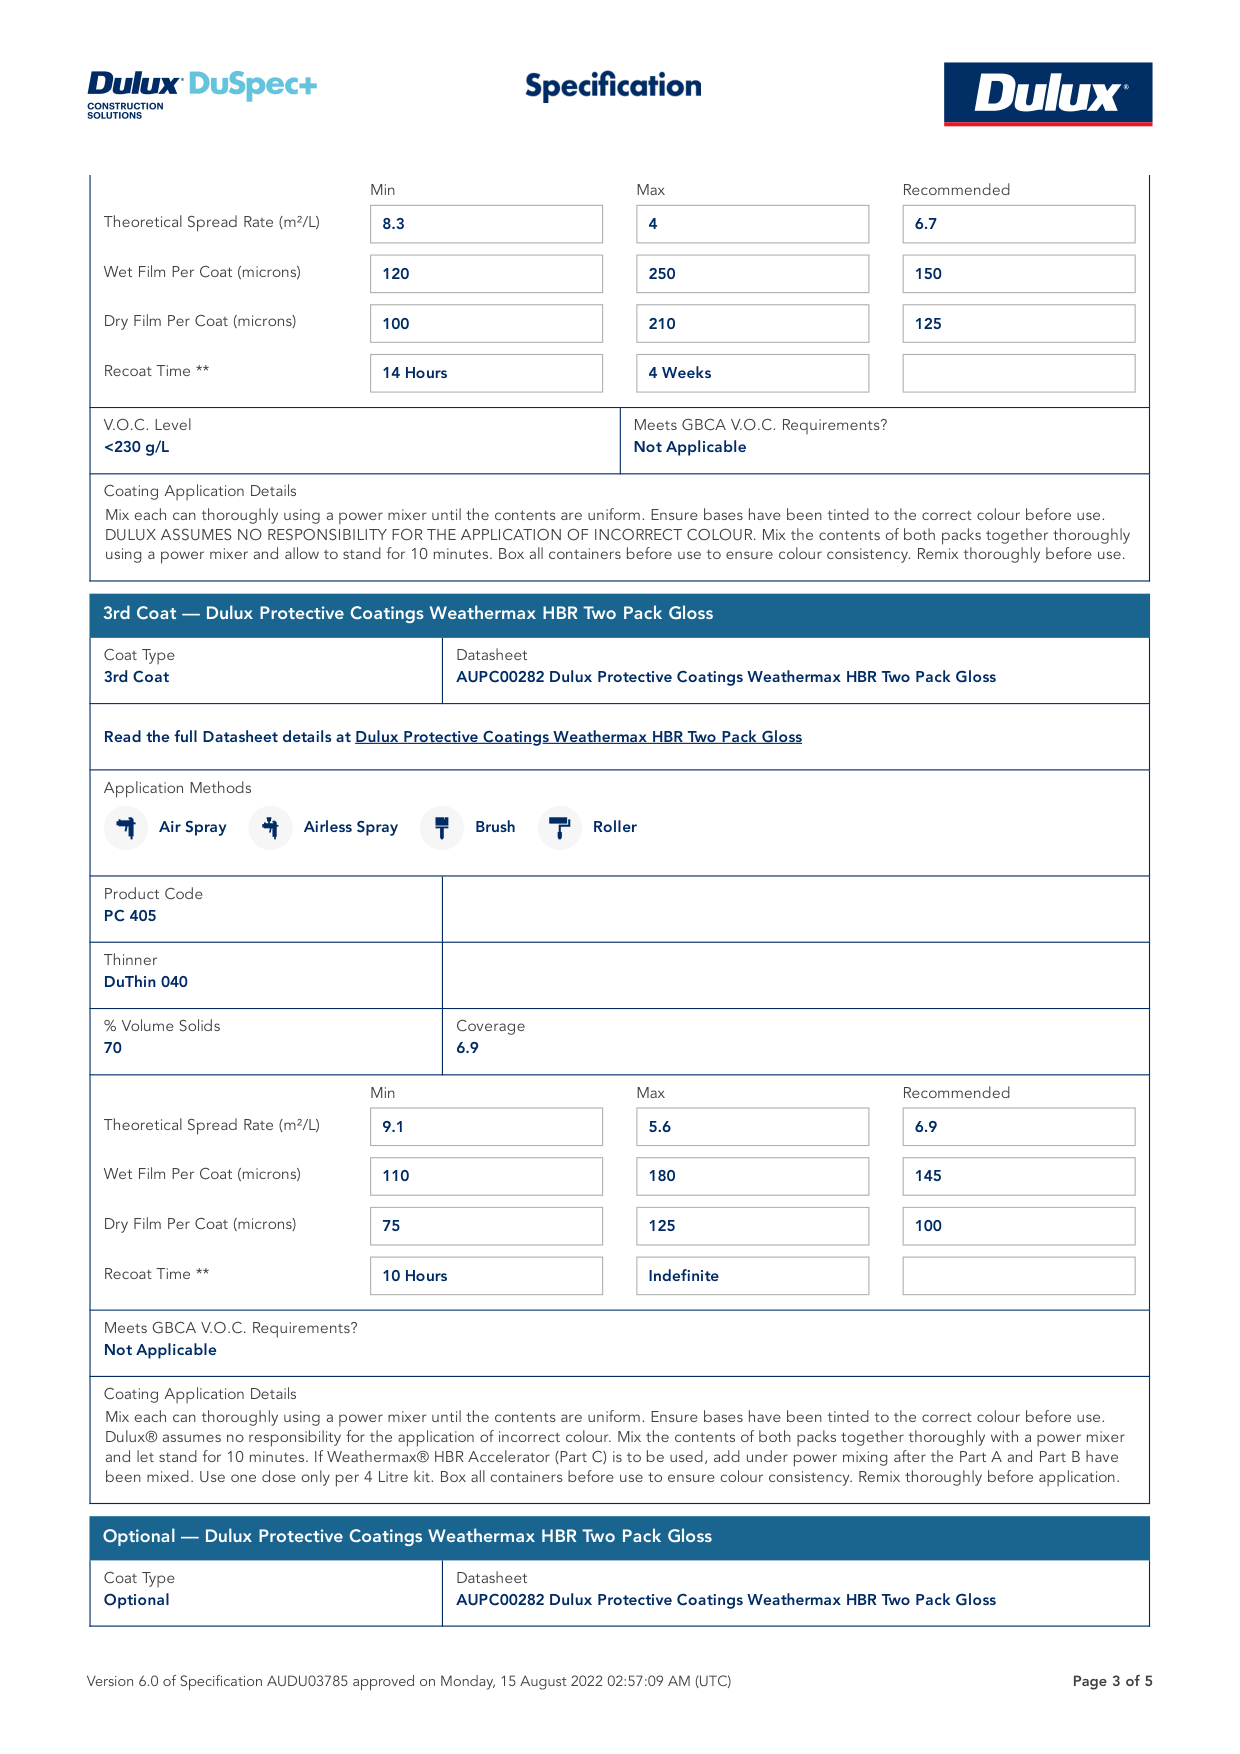 Dulux DuSpec+
CONSTRUCTION
SOLUTIONS
Specification
Dulux®
Min Max Recommended
Theoretical Spread Rate (m²/L) 8.3 4 6.7
Wet Film Per Coat (microns) 120 250 150
Dry Film Per Coat (microns) 100 210 125
Recoat Time ** 14 Hours 4 Weeks
V.O.C. Level Meets GBCA V.O.C. Requirements?
<230 g/L Not Applicable
Coating Application Details
Mix each can thoroughly using a power mixer until the contents are uniform. Ensure bases have been tinted to the correct colour before use.
DULUX ASSUMES NO RESPONSIBILITY FOR THE APPLICATION OF INCORRECT COLOUR. Mix the contents of both packs together thoroughly
using a power mixer and allow to stand for 10 minutes. Box all containers before use to ensure colour consistency. Remix thoroughly before use.
3rd Coat — Dulux Protective Coatings Weathermax HBR Two Pack Gloss
Coat Type Datasheet
3rd Coat AUPC00282 Dulux Protective Coatings Weathermax HBR Two Pack Gloss
Read the full Datasheet details at Dulux Protective Coatings Weathermax HBR Two Pack Gloss
Application Methods
Air Spray Airless Spray Brush Roller
Product Code
PC 405
Thinner
DuThin 040
% Volume Solids Coverage
70 6.9
Min Max Recommended
Theoretical Spread Rate (m²/L) 9.1 5.6 6.9
Wet Film Per Coat (microns) 110 180 145
Dry Film Per Coat (microns) 75 125 100
Recoat Time ** 10 Hours Indefinite
Meets GBCA V.O.C. Requirements?
Not Applicable
Coating Application Details
Mix each can thoroughly using a power mixer until the contents are uniform. Ensure bases have been tinted to the correct colour before use.
Dulux® assumes no responsibility for the application of incorrect colour. Mix the contents of both packs together thoroughly with a power mixer
and let stand for 10 minutes. If Weathermax® HBR Accelerator (Part C) is to be used, add under power mixing after the Part A and Part B have
been mixed. Use one dose only per 4 Litre kit. Box all containers before use to ensure colour consistency. Remix thoroughly before application.
Optional — Dulux Protective Coatings Weathermax HBR Two Pack Gloss
Coat Type Datasheet
Optional AUPC00282 Dulux Protective Coatings Weathermax HBR Two Pack Gloss
Version 6.0 of Specification AUDU03785 approved on Monday, 15 August 2022 02:57:09 AM (UTC) Page 3 of 5